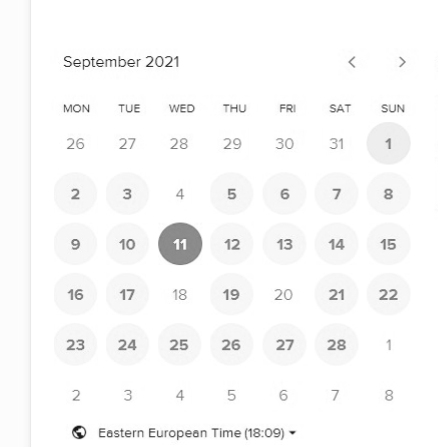 September 2021 < >
MON TUE WED THU FRI SAT SUN
26 27 28 29 30 31 1
2 3 4 5 6 7 8
9 10 11 12 13 14 15
16 17 18 19 20 21 22
23 24 25 26 27 28 1
2 3 4 5 6 7 8
Eastern European Time (18:09)